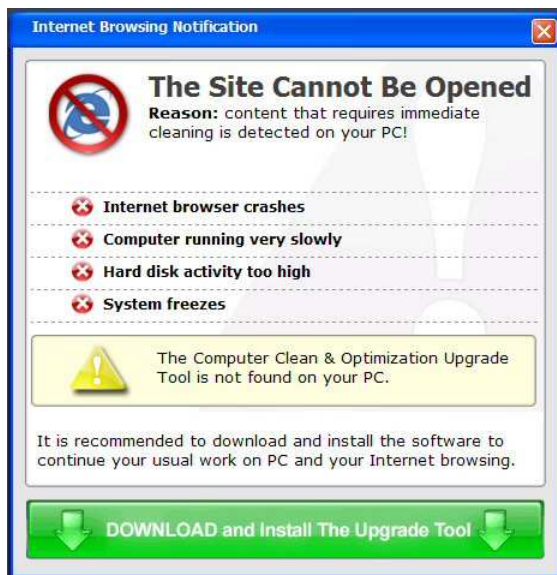 Internet Browsing Notification
The Site Cannot Be Opened
Reason: content that requires immediate
cleaning is detected on your PC!
Internet browser crashes
Computer running very slowly
Hard disk activity too high
System freezes
The Computer Clean & Optimization Upgrade
Tool is not found on your PC.
It is recommended to download and install the software to
continue your usual work on PC and your Internet browsing.
DOWNLOAD and Install The Upgrade Tool